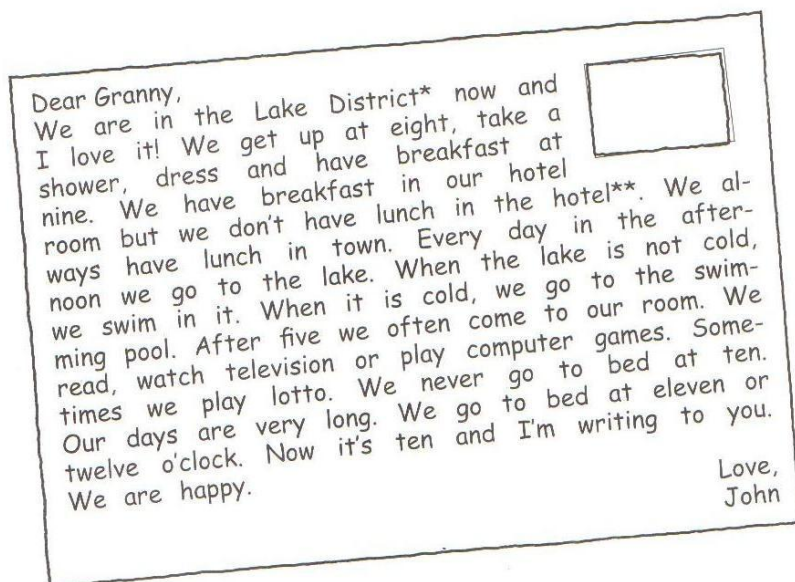 Dear Granny,
We are in the Lake District* now and
I love it! We get up at eight, take a
shower, dress and have breakfast at
nine. We have breakfast in our hotel
room but we don't have lunch in the hotel**. We al-
ways have lunch in town. Every day in the after-
noon we go to the lake. When the lake is not cold,
we swim in it. When it is cold, we go to the swim-
ming pool. After five we often come to our room. We
read, watch television or play computer games. Some-
times we play lotto. We never go to bed at ten.
Our days are very long. We go to bed at eleven or
twelve o'clock. Now it's ten and I'm writing to you.
We are happy.
Love,
John